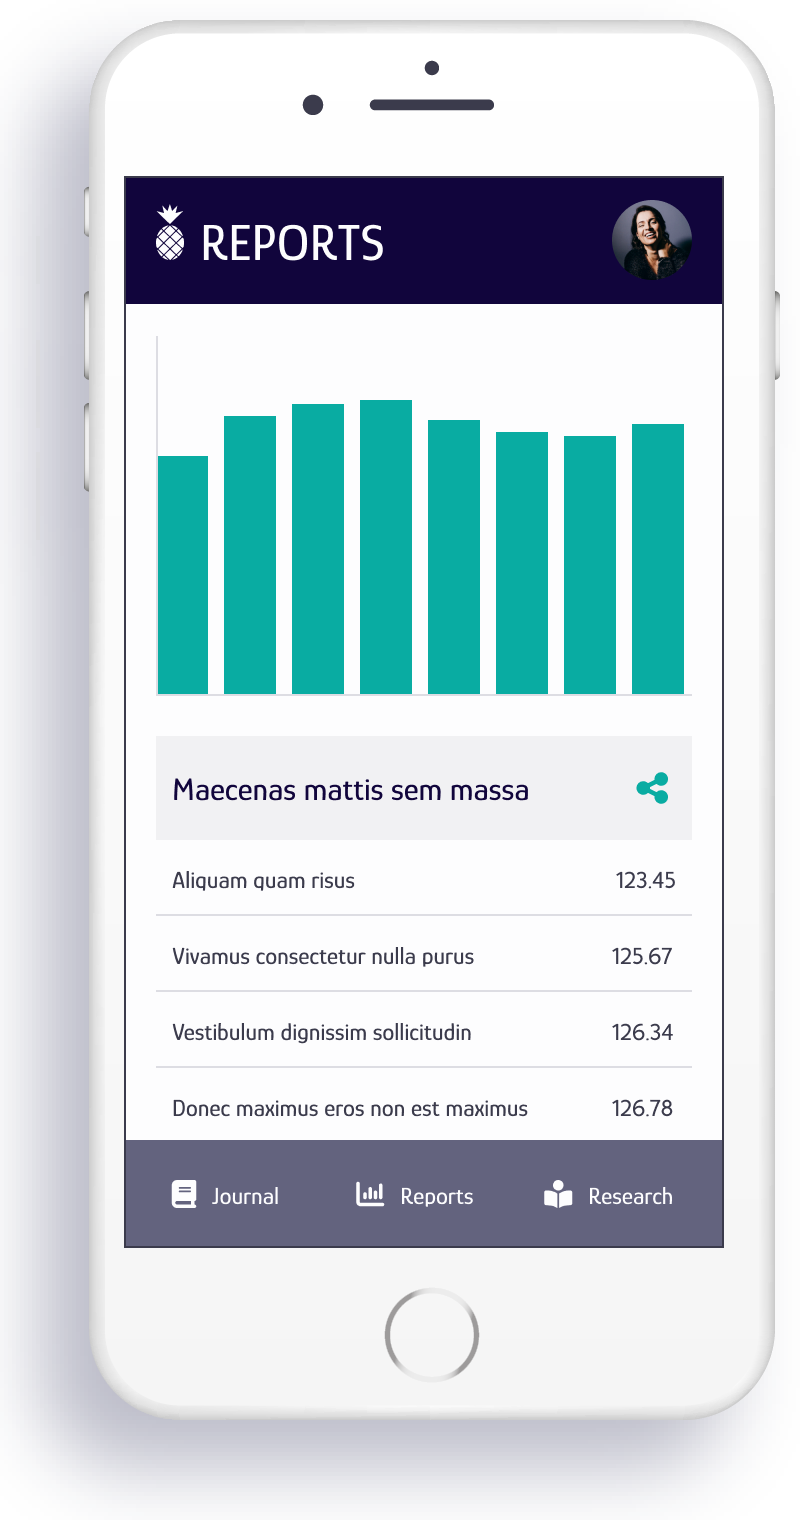 REPORTS
Maecenas mattis sem massa
Aliquam quam risus 123.45
Vivamus consectetur nulla purus 125.67
Vestibulum dignissim sollicitudin 126.34
Donec maximus eros non est maximus 126.78
Journal Reports Research